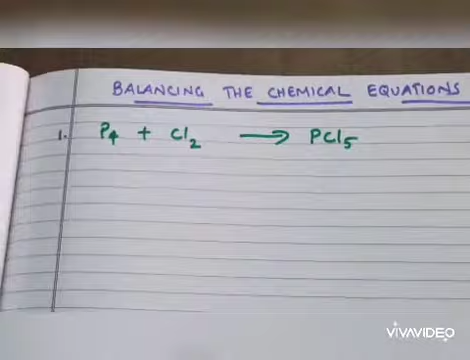 BALANCING THE CHEMICAL EQUATIONS
1. P₄ + Cl₂ ⟶ PCl₅
VIVAVIDEO